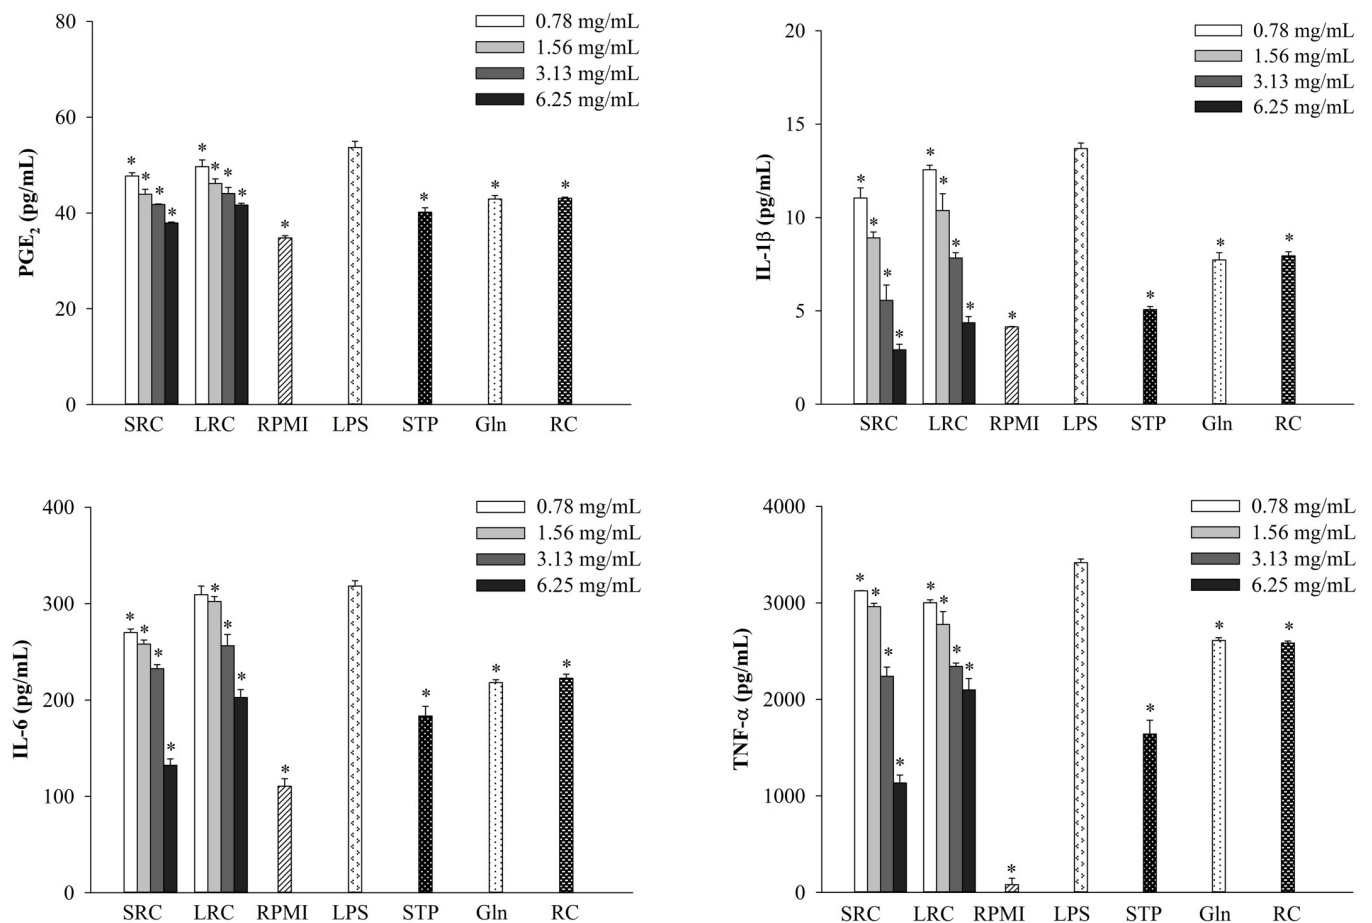 80
60
40
20
0
PGE₂ (pg/mL)
0.78 mg/mL
1.56 mg/mL
3.13 mg/mL
6.25 mg/mL
* * * * * * * * * * * *
SRC LRC RPMI LPS STP Gln RC
20
15
10
5
0
IL-1β (pg/mL)
0.78 mg/mL
1.56 mg/mL
3.13 mg/mL
6.25 mg/mL
* * * * * * * * * * * *
SRC LRC RPMI LPS STP Gln RC
400
300
200
100
0
IL-6 (pg/mL)
0.78 mg/mL
1.56 mg/mL
3.13 mg/mL
6.25 mg/mL
* * * * * * * * * * *
SRC LRC RPMI LPS STP Gln RC
4000
3000
2000
1000
0
TNF-α (pg/mL)
0.78 mg/mL
1.56 mg/mL
3.13 mg/mL
6.25 mg/mL
* * * * * * * * * * * *
SRC LRC RPMI LPS STP Gln RC